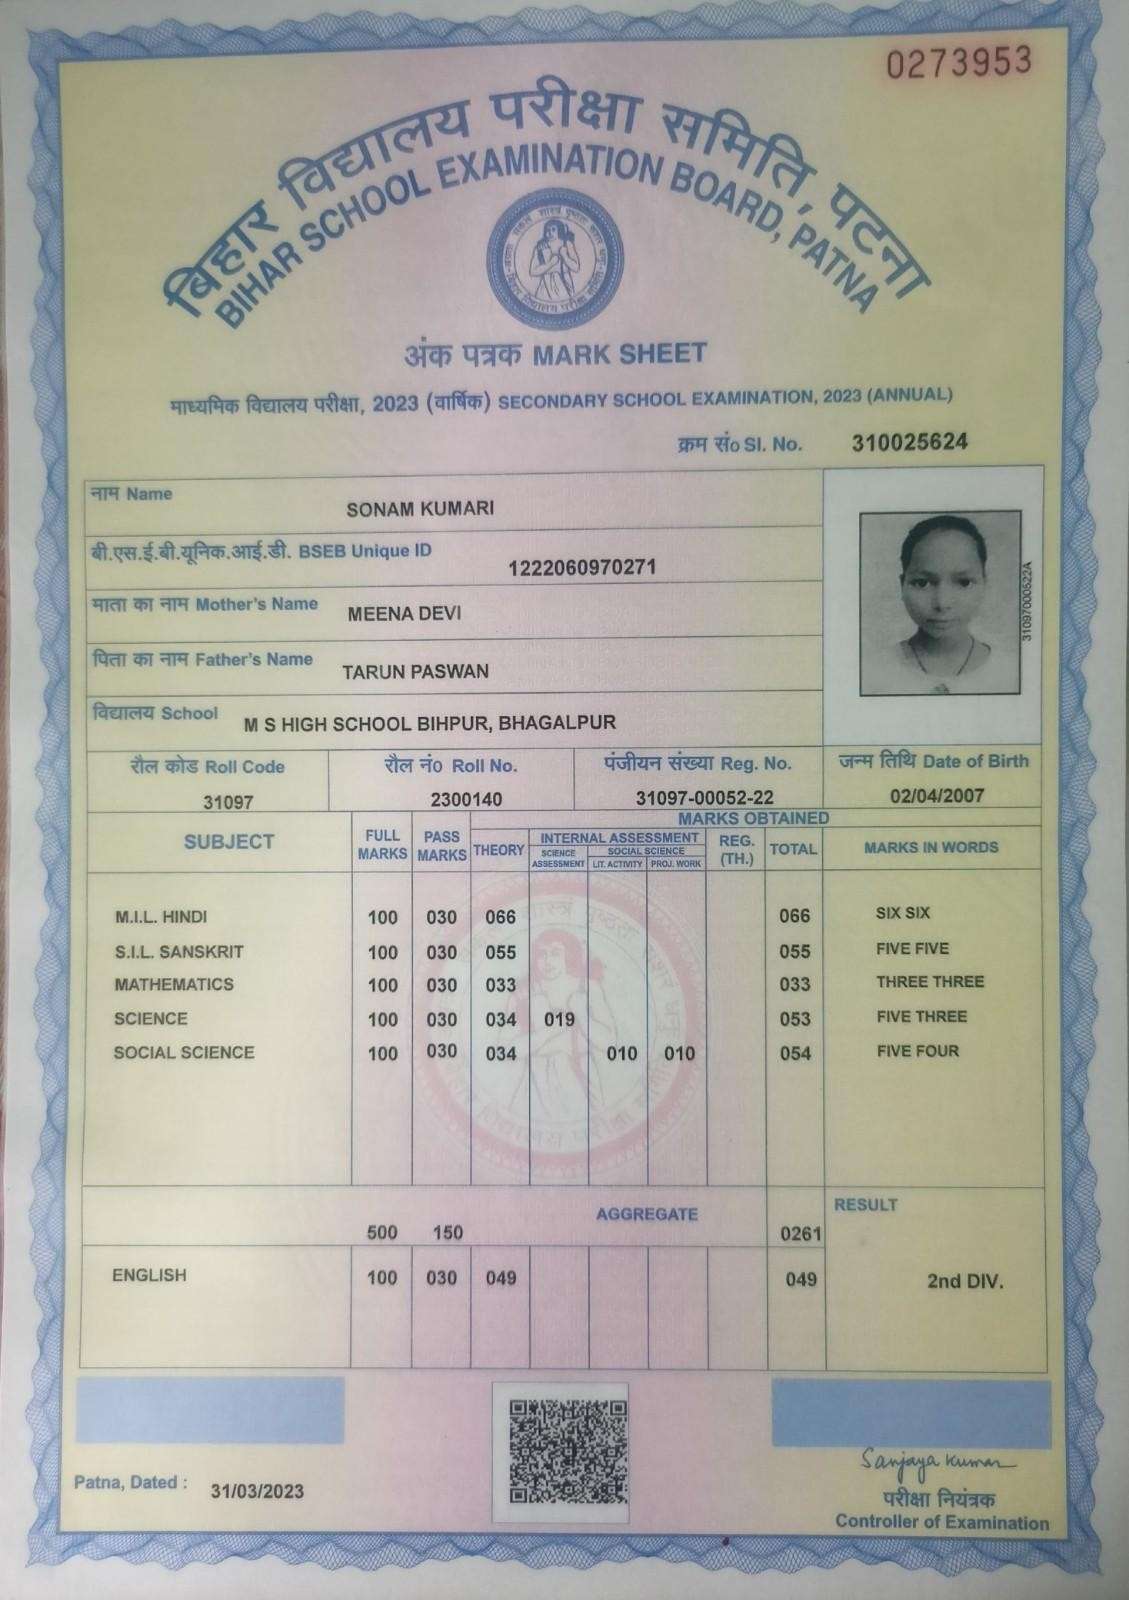 0273953
बिहार विद्यालय परीक्षा समिति, पटना
BIHAR SCHOOL EXAMINATION BOARD, PATNA
अंक पत्रक MARK SHEET
माध्यमिक विद्यालय परीक्षा, 2023 (वार्षिक) SECONDARY SCHOOL EXAMINATION, 2023 (ANNUAL)
क्रम सं० SI. No. 310025624
नाम Name SONAM KUMARI
बी.एस.ई.बी.यूनिक.आई.डी. BSEB Unique ID 1222060970271
माता का नाम Mother's Name MEENA DEVI
पिता का नाम Father's Name TARUN PASWAN
विद्यालय School M S HIGH SCHOOL BIHPUR, BHAGALPUR
31097000522A
रौल कोड Roll Code रौल नं० Roll No. पंजीयन संख्या Reg. No. जन्म तिथि Date of Birth
31097 2300140 31097-00052-22 02/04/2007
MARKS OBTAINED
SUBJECT FULL MARKS PASS MARKS THEORY INTERNAL ASSESSMENT REG. (TH.) TOTAL MARKS IN WORDS
SCIENCE ASSESSMENT SOCIAL SCIENCE LIT. ACTIVITY PROJ. WORK
M.I.L. HINDI 100 030 066 066 SIX SIX
S.I.L. SANSKRIT 100 030 055 055 FIVE FIVE
MATHEMATICS 100 030 033 033 THREE THREE
SCIENCE 100 030 034 019 053 FIVE THREE
SOCIAL SCIENCE 100 030 034 010 010 054 FIVE FOUR
AGGREGATE RESULT
500 150 0261
ENGLISH 100 030 049 049 2nd DIV.
Patna, Dated : 31/03/2023
Sanjaya Kumar
परीक्षा नियंत्रक
Controller of Examination